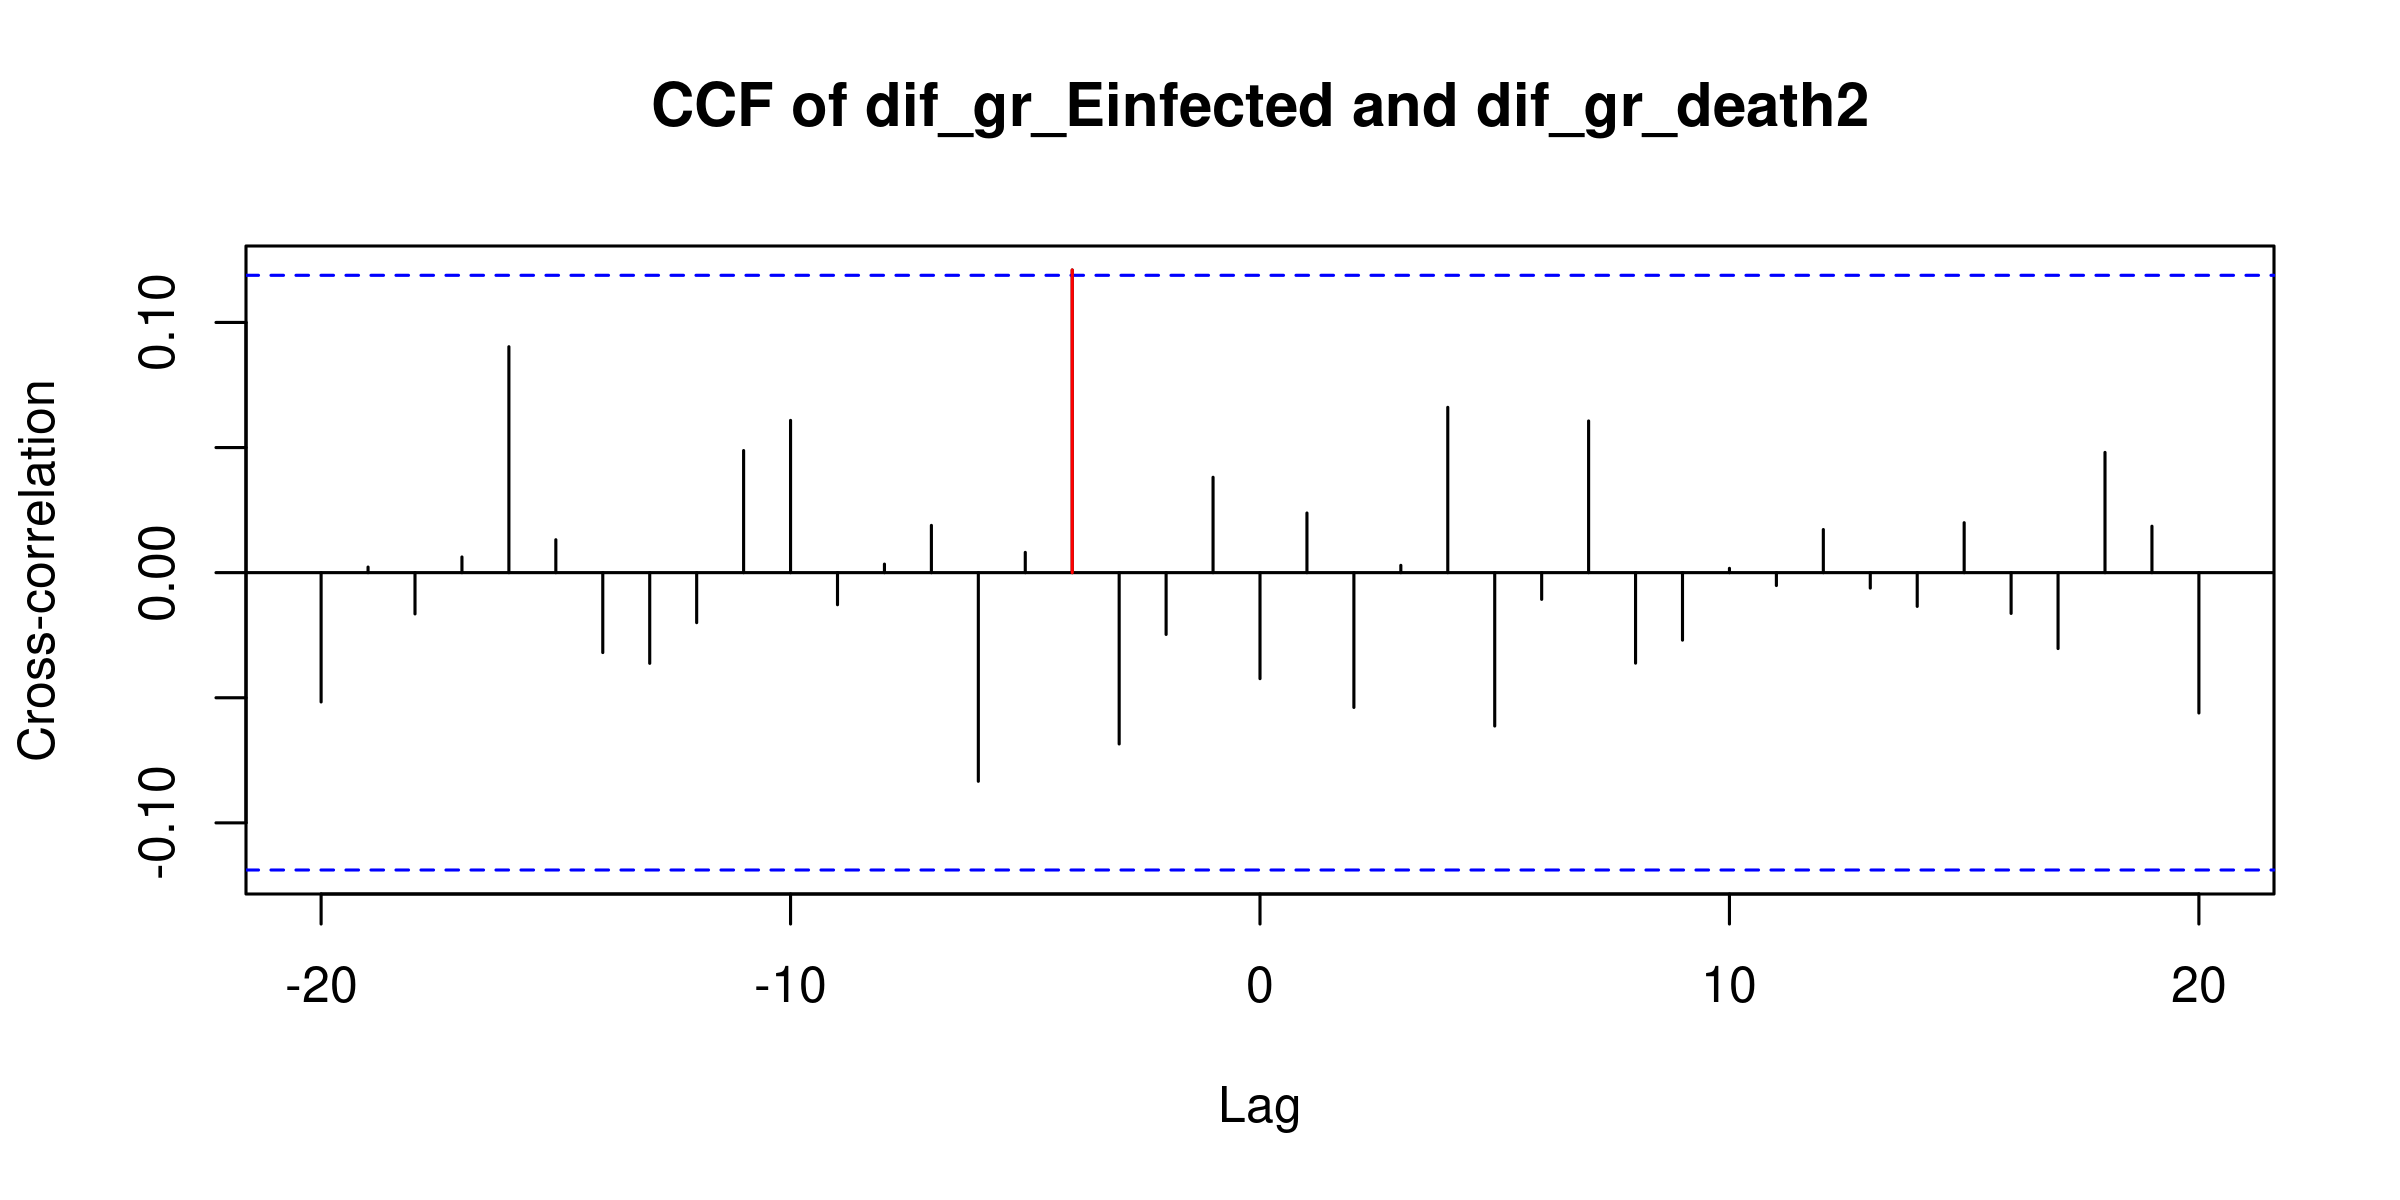 CCF of dif_gr_Einfected and dif_gr_death2
Cross-correlation
0.10
0.00
-0.10
-20 -10 0 10 20
Lag